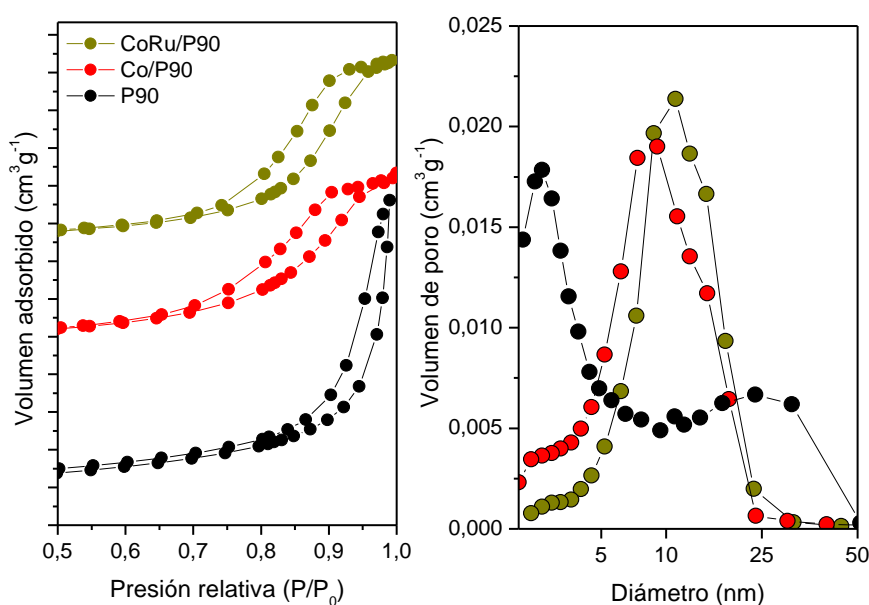 CoRu/P90
Co/P90
P90
Volumen adsorbido (cm³g⁻¹)
0,5 0,6 0,7 0,8 0,9 1,0
Presión relativa (P/P₀)
0,025
0,020
0,015
0,010
0,005
0,000
Volumen de poro (cm³g⁻¹)
5 10 25 50
Diámetro (nm)